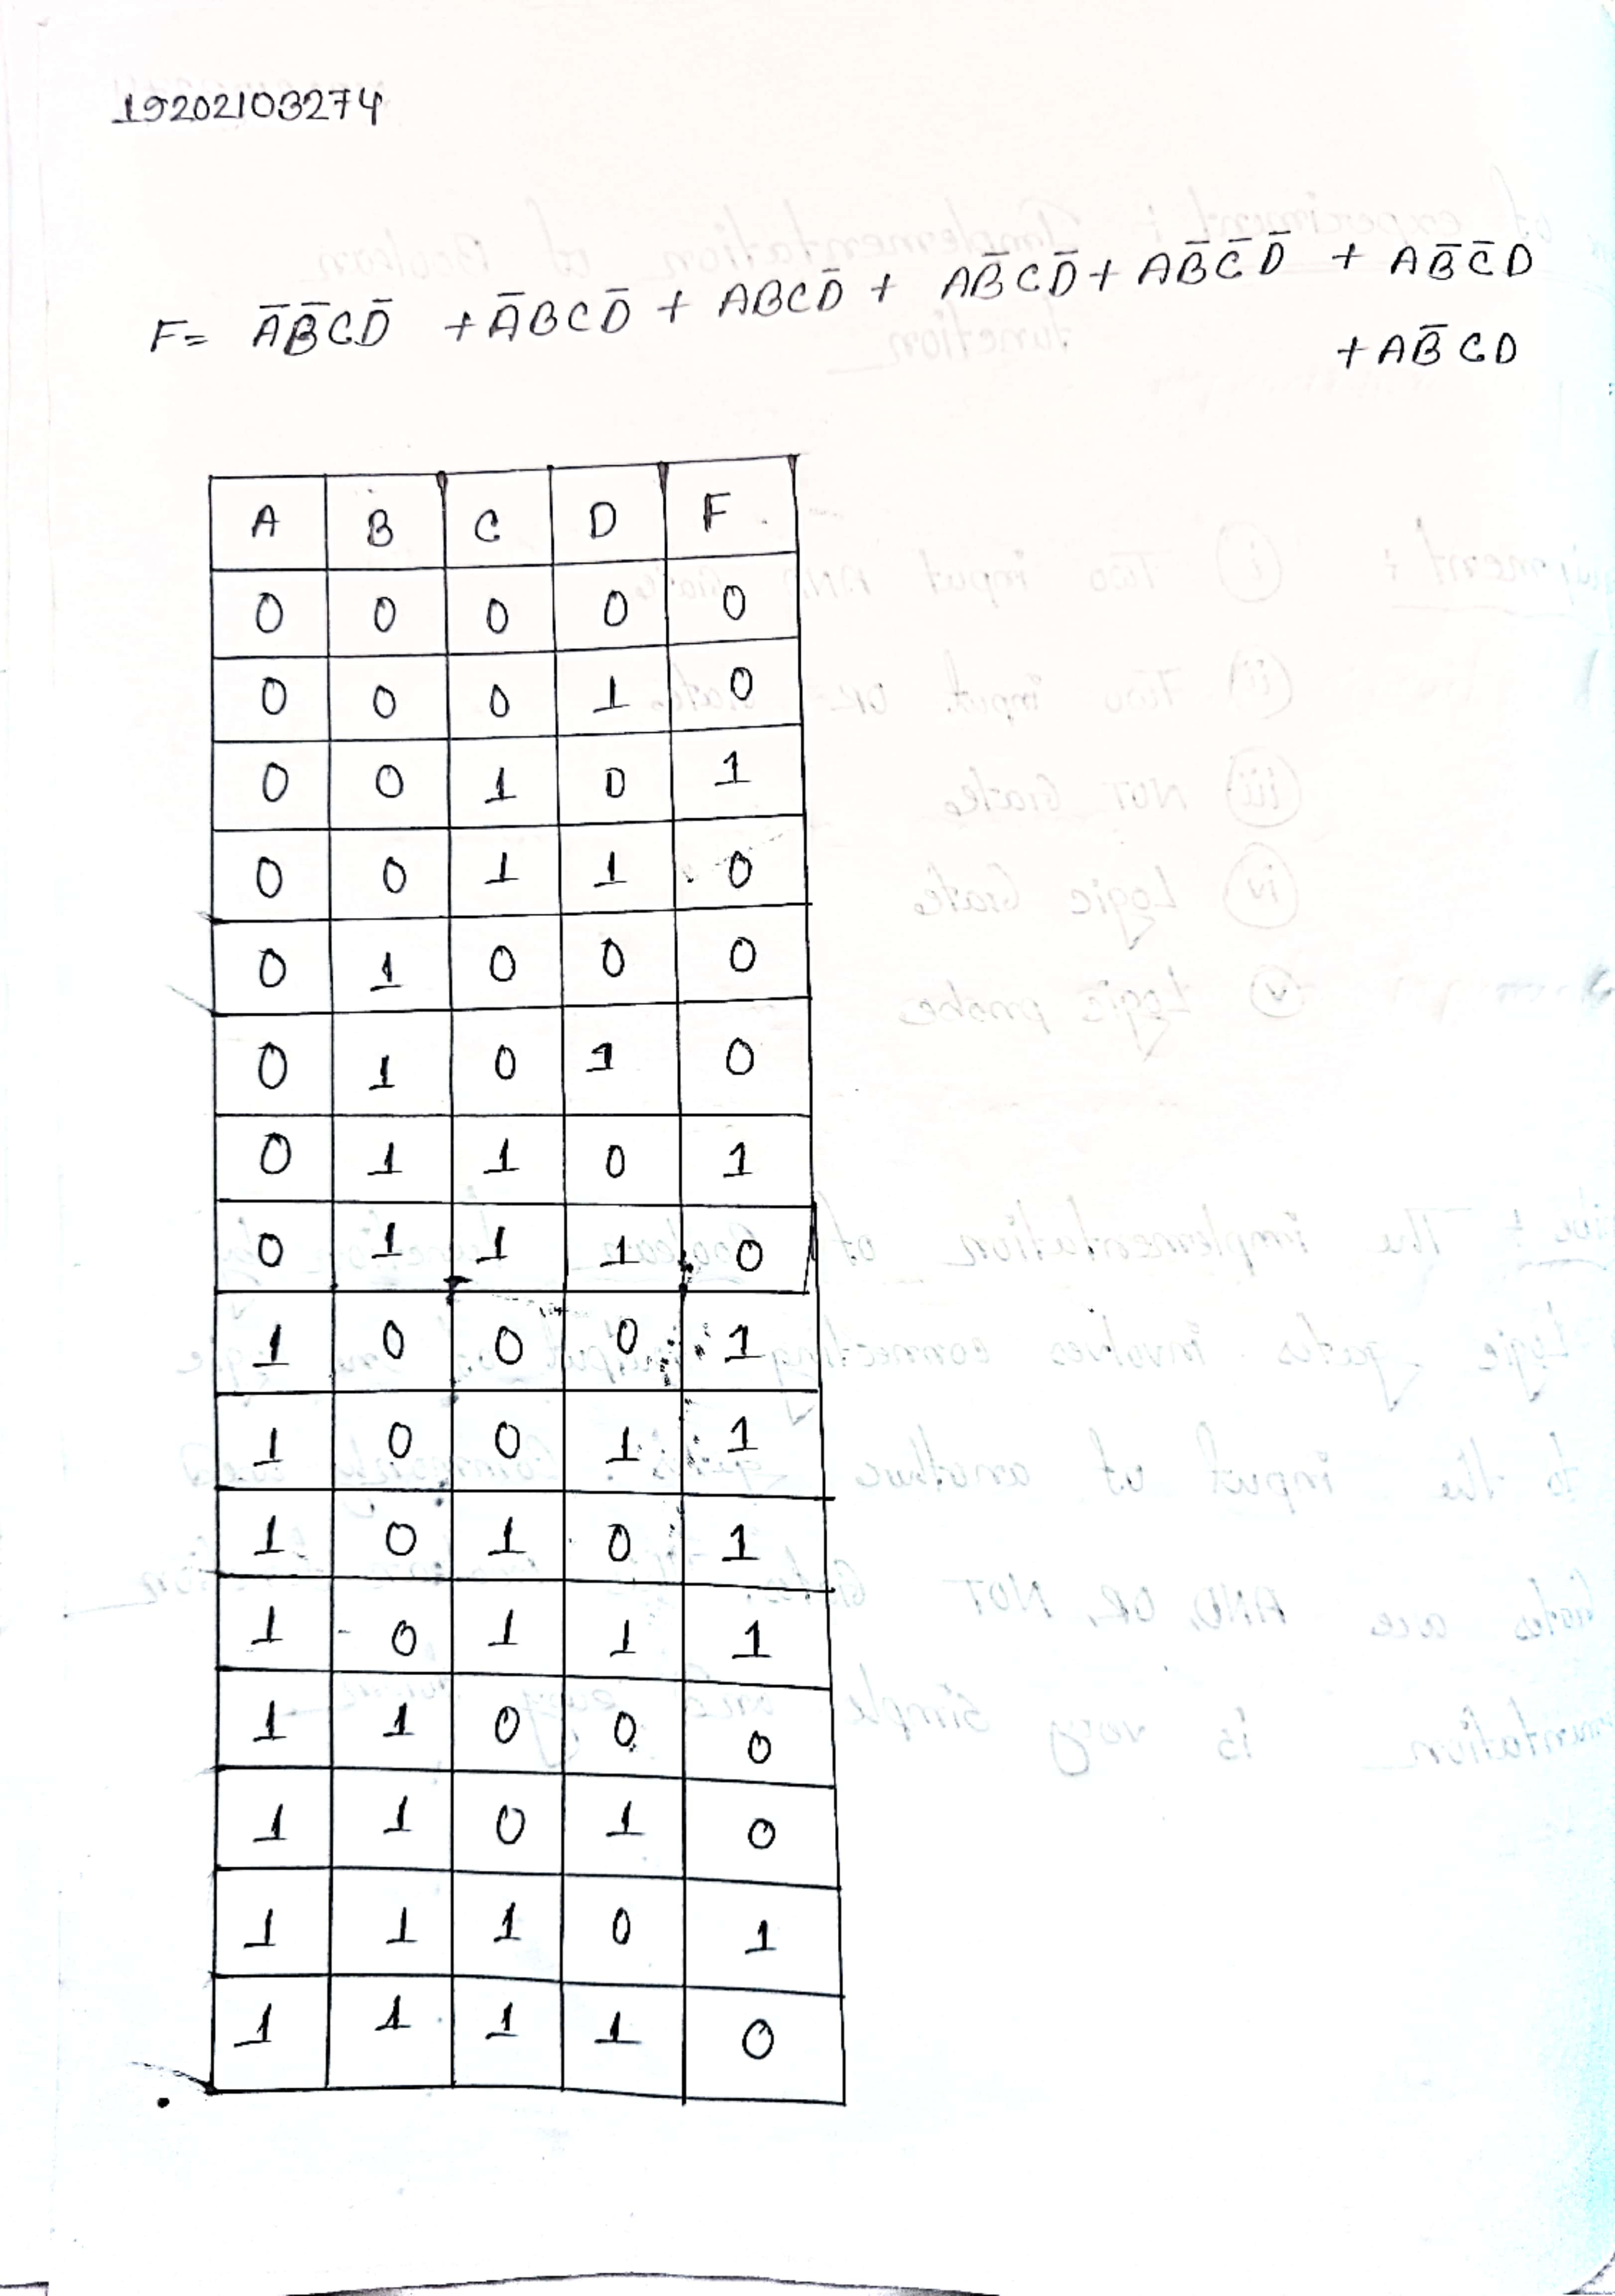 19202103274
F= A̅B̅CD̅ + A̅BCD̅ + ABCD̅ + AB̅CD̅ + AB̅C̅D̅ + AB̅C̅D
+ AB̅CD
A B C D F
0 0 0 0 0
0 0 0 1 0
0 0 1 0 1
0 0 1 1 0
0 1 0 0 0
0 1 0 1 0
0 1 1 0 1
0 1 1 1 0
1 0 0 0 1
1 0 0 1 1
1 0 1 0 1
1 0 1 1 1
1 1 0 0 0
1 1 0 1 0
1 1 1 0 1
1 1 1 1 0